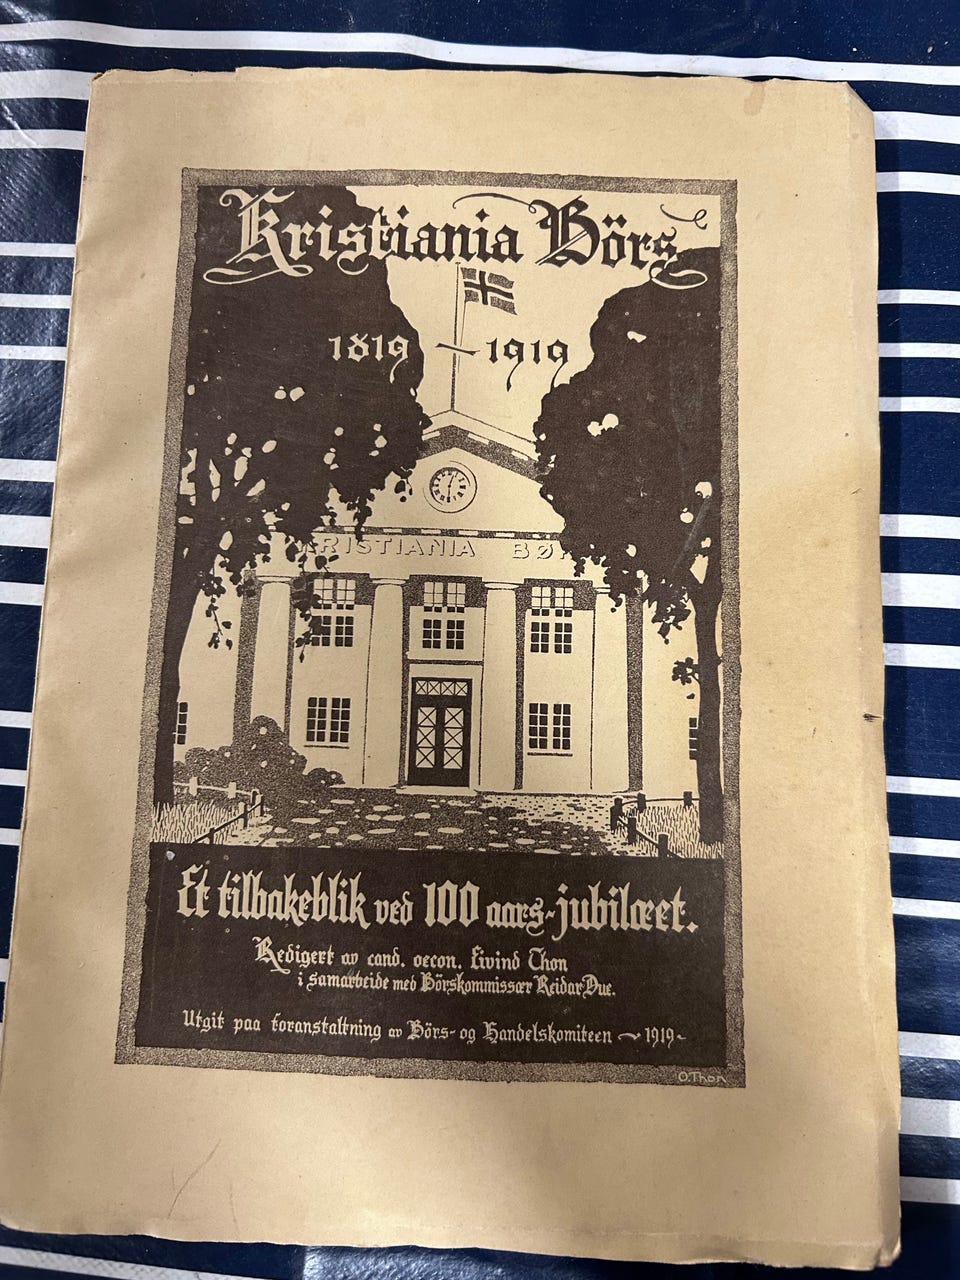 Kristiania Börs
1819 — 1919
KRISTIANIA BØR
Et tilbakeblik ved 100 aars-jubilæet.
Redigert av cand. oecon. Eivind Thon
i samarbeide med Börskommissær Reidar Due.
Utgit paa foranstaltning av Börs- og Handelskomiteen ~ 1919-
O.Thon